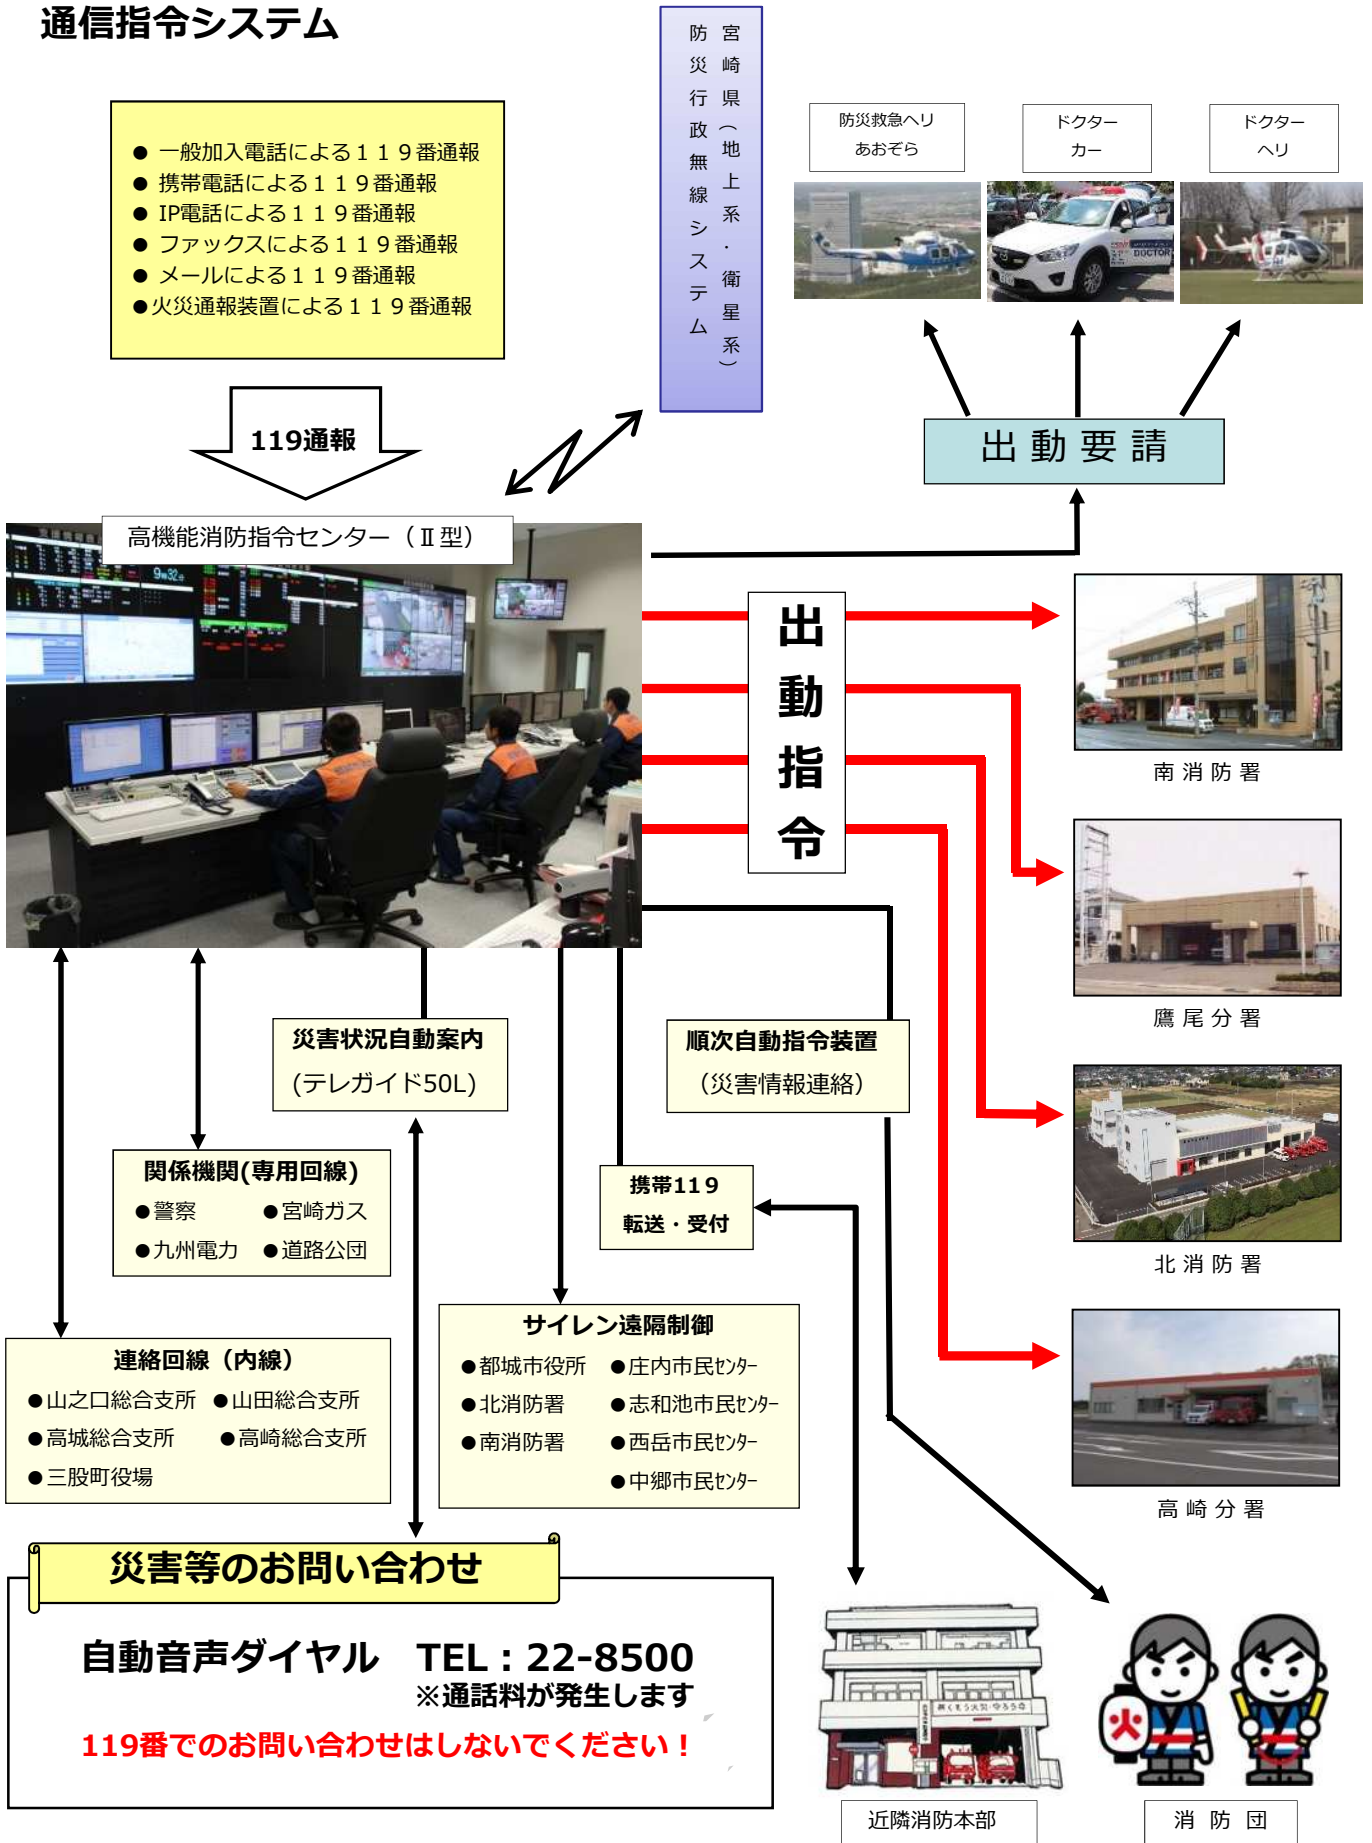 通信指令システム
宮崎県（地上系・衛星系）
防災行政無線システム
●一般加入電話による１１９番通報
●携帯電話による１１９番通報
●IP電話による１１９番通報
●ファックスによる１１９番通報
●メールによる１１９番通報
●火災通報装置による１１９番通報
防災救急ヘリ
あおぞら
ドクター
カー
ドクター
ヘリ
DOCTOR
119通報
出動要請
高機能消防指令センター（Ⅱ型）
9時32分
出動指令
南消防署
鷹尾分署
北消防署
高崎分署
災害状況自動案内
(テレガイド50L)
順次自動指令装置
（災害情報連絡）
関係機関(専用回線)
●警察 ●宮崎ガス
●九州電力 ●道路公団
携帯119
転送・受付
連絡回線（内線）
●山之口総合支所 ●山田総合支所
●高城総合支所 ●高崎総合支所
●三股町役場
サイレン遠隔制御
●都城市役所 ●庄内市民ｾﾝﾀｰ
●北消防署 ●志和池市民ｾﾝﾀｰ
●南消防署 ●西岳市民ｾﾝﾀｰ
●中郷市民ｾﾝﾀｰ
災害等のお問い合わせ
自動音声ダイヤル TEL：22-8500
※通話料が発生します
119番でのお問い合わせはしないでください！
火
近隣消防本部
消防団